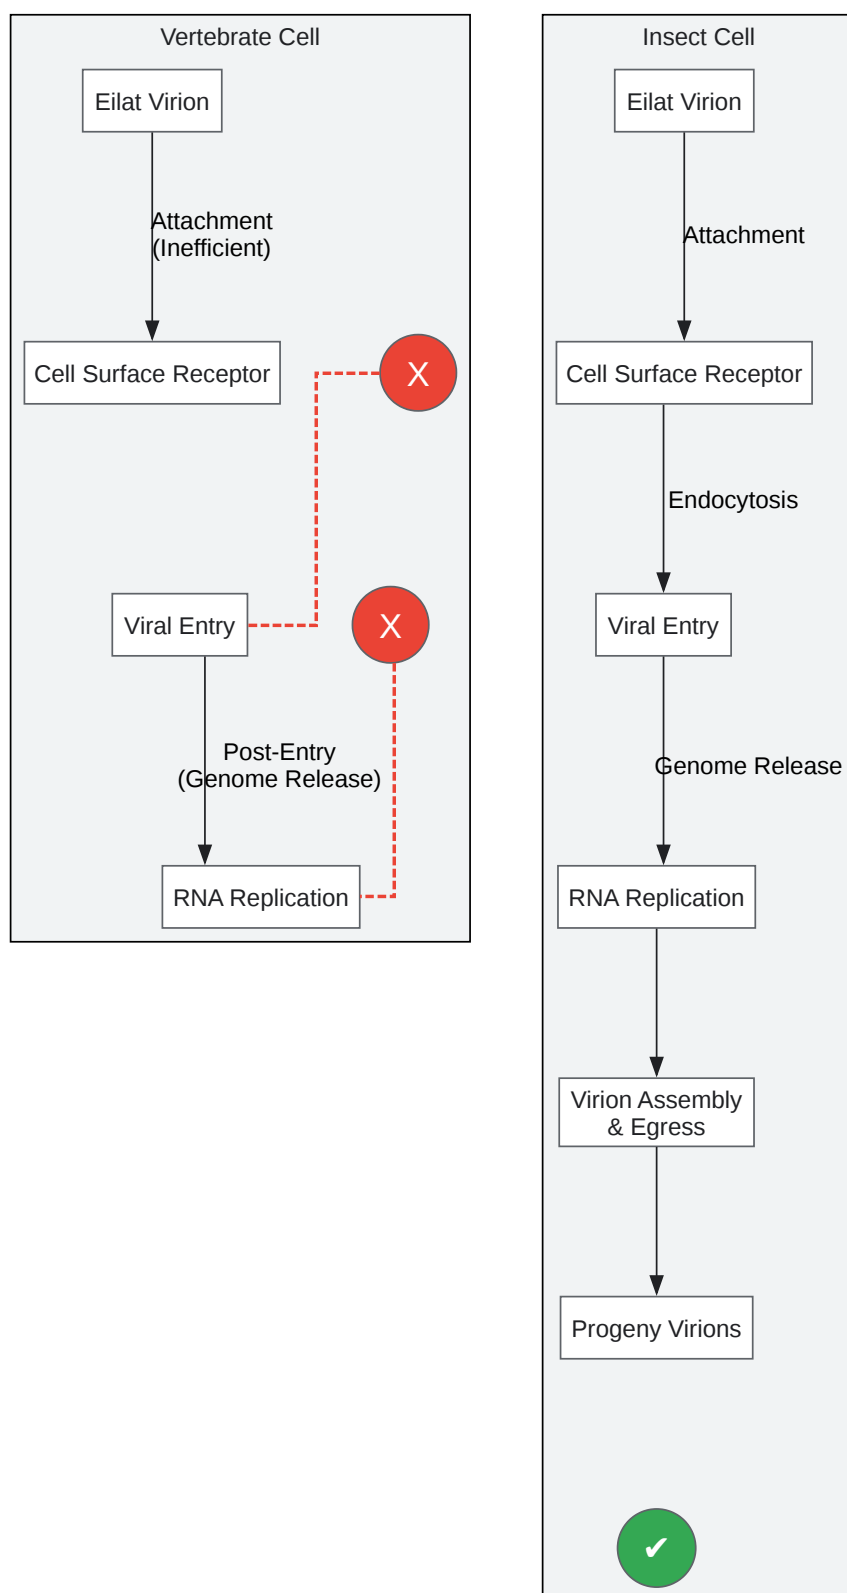 Vertebrate Cell
Eilat Virion
Attachment
(Inefficient)
Cell Surface Receptor
X
Viral Entry
X
Post-Entry
(Genome Release)
RNA Replication
Insect Cell
Eilat Virion
Attachment
Cell Surface Receptor
Endocytosis
Viral Entry
Genome Release
RNA Replication
Virion Assembly
& Egress
Progeny Virions
✔